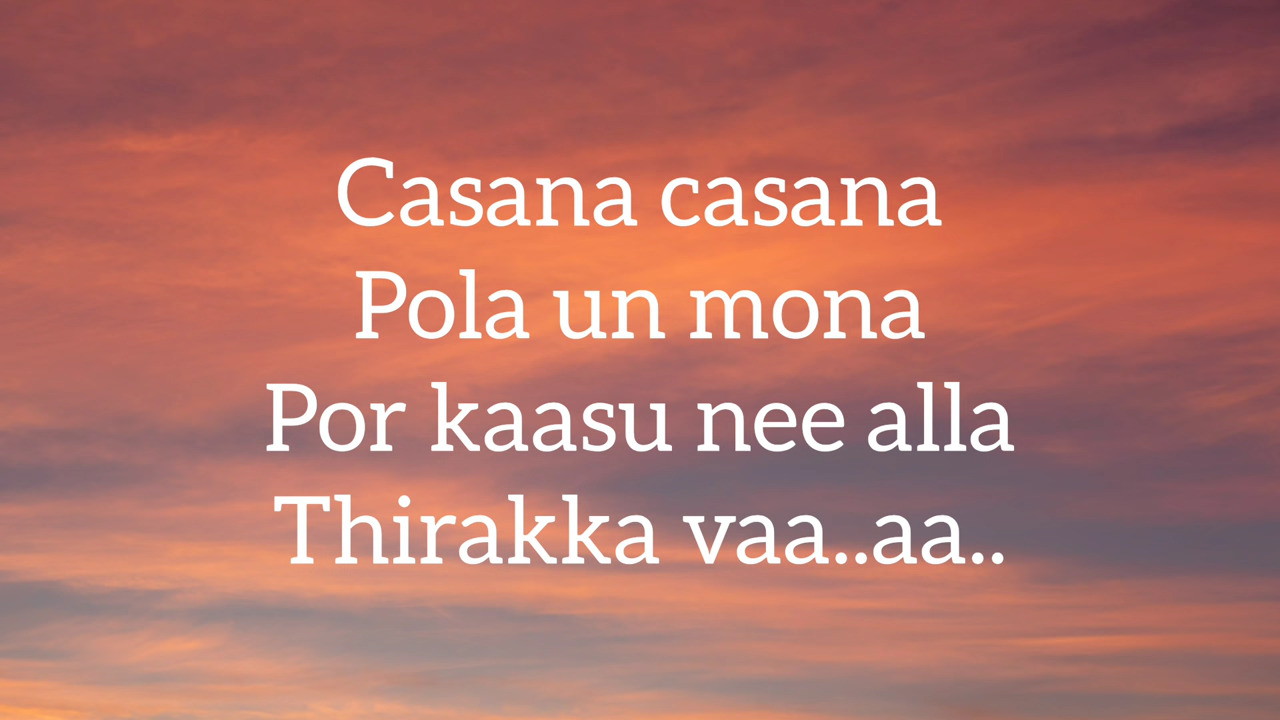 Casana casana
Pola un mona
Por kaasu nee alla
Thirakka vaa..aa..